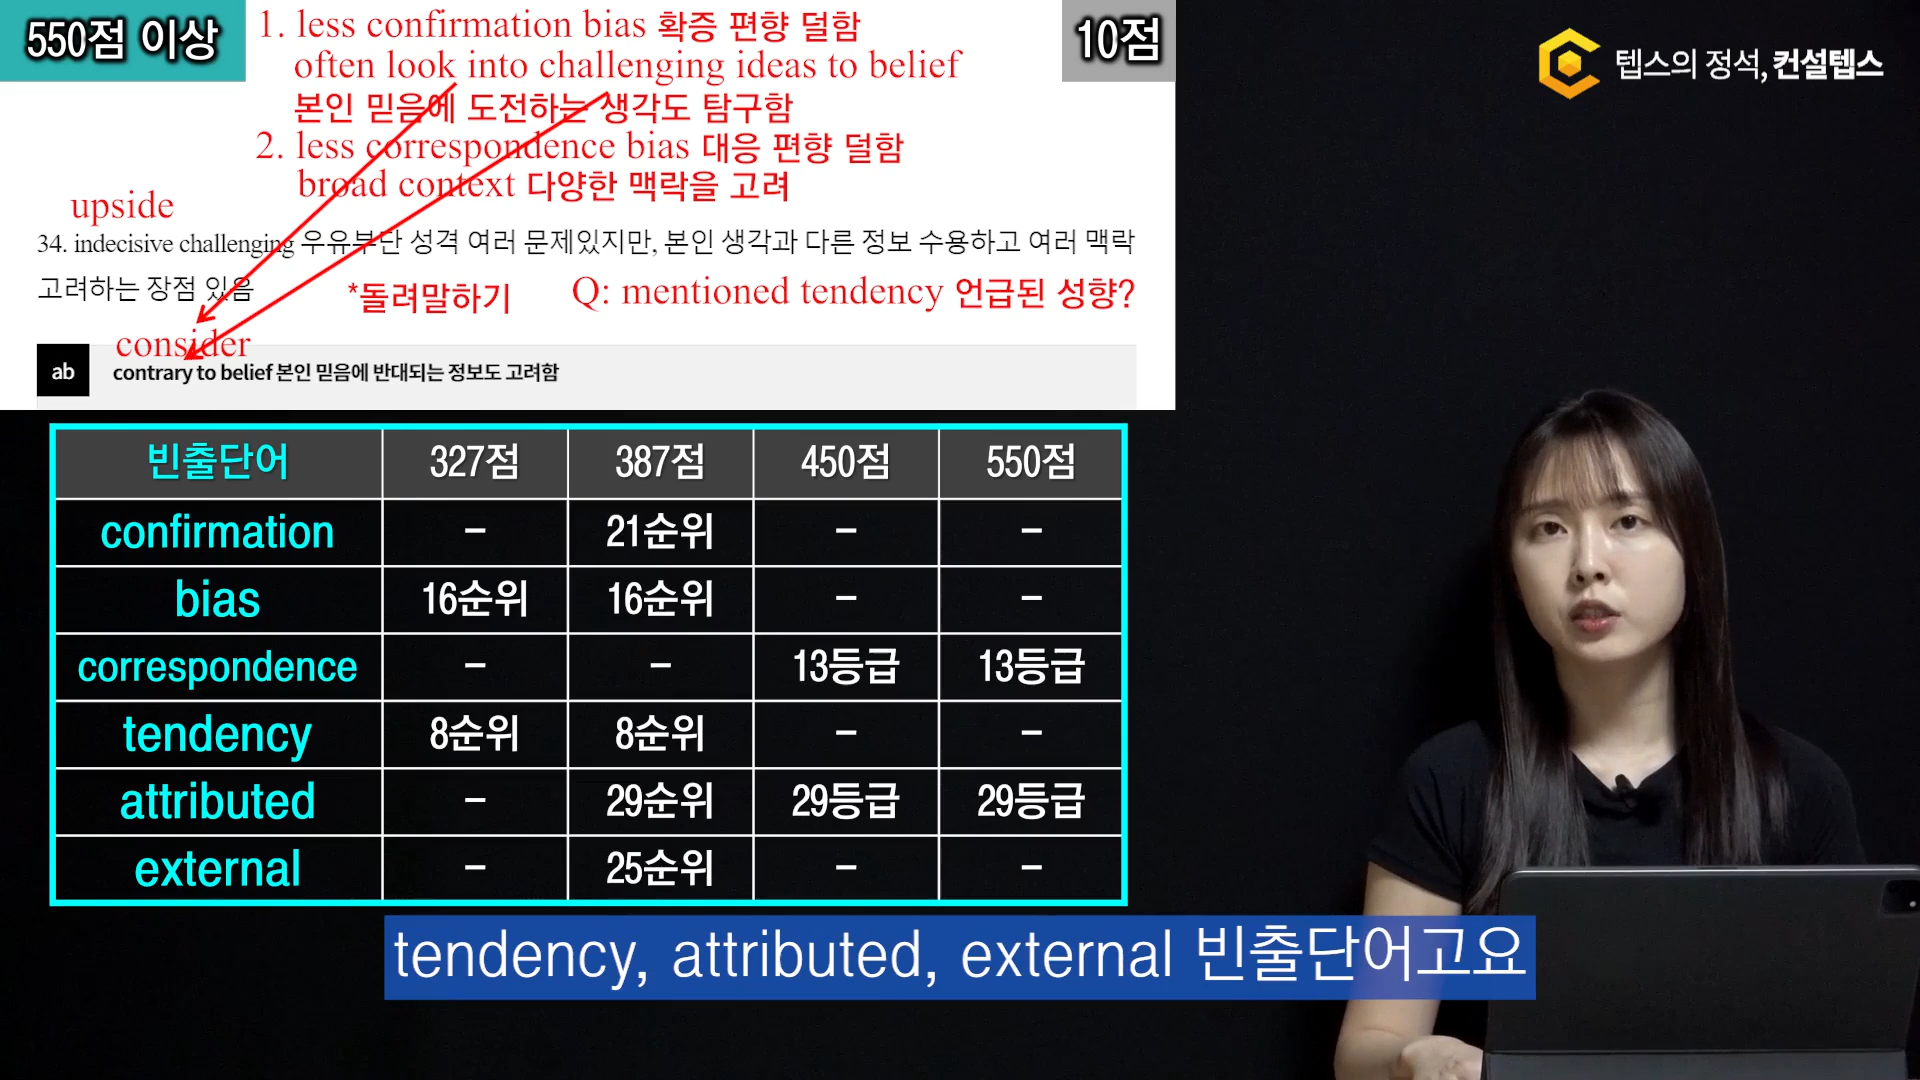 550점 이상
1. less confirmation bias 확증 편향 덜함
often look into challenging ideas to belief
본인 믿음에 도전하는 생각도 탐구함
2. less correspondence bias 대응 편향 덜함
broad context 다양한 맥락을 고려
10점
텝스의 정석, 컨설텝스
upside
34. indecisive challenging 우유부단 성격 여러 문제있지만, 본인 생각과 다른 정보 수용하고 여러 맥락
고려하는 장점 있음
*돌려말하기
Q: mentioned tendency 언급된 성향?
consider
ab
contrary to belief 본인 믿음에 반대되는 정보도 고려함
빈출단어 327점 387점 450점 550점
confirmation – 21순위 – –
bias 16순위 16순위 – –
correspondence – – 13등급 13등급
tendency 8순위 8순위 – –
attributed – 29순위 29등급 29등급
external – 25순위 – –
tendency, attributed, external 빈출단어고요